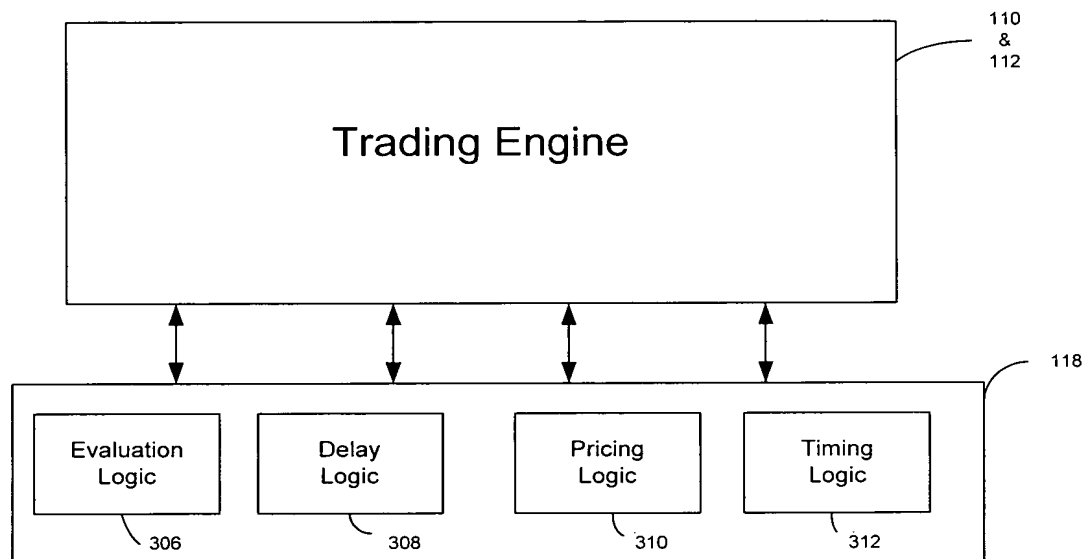 110
&
112
Trading Engine
118
Evaluation
Logic
Delay
Logic
Pricing
Logic
Timing
Logic
306
308
310
312